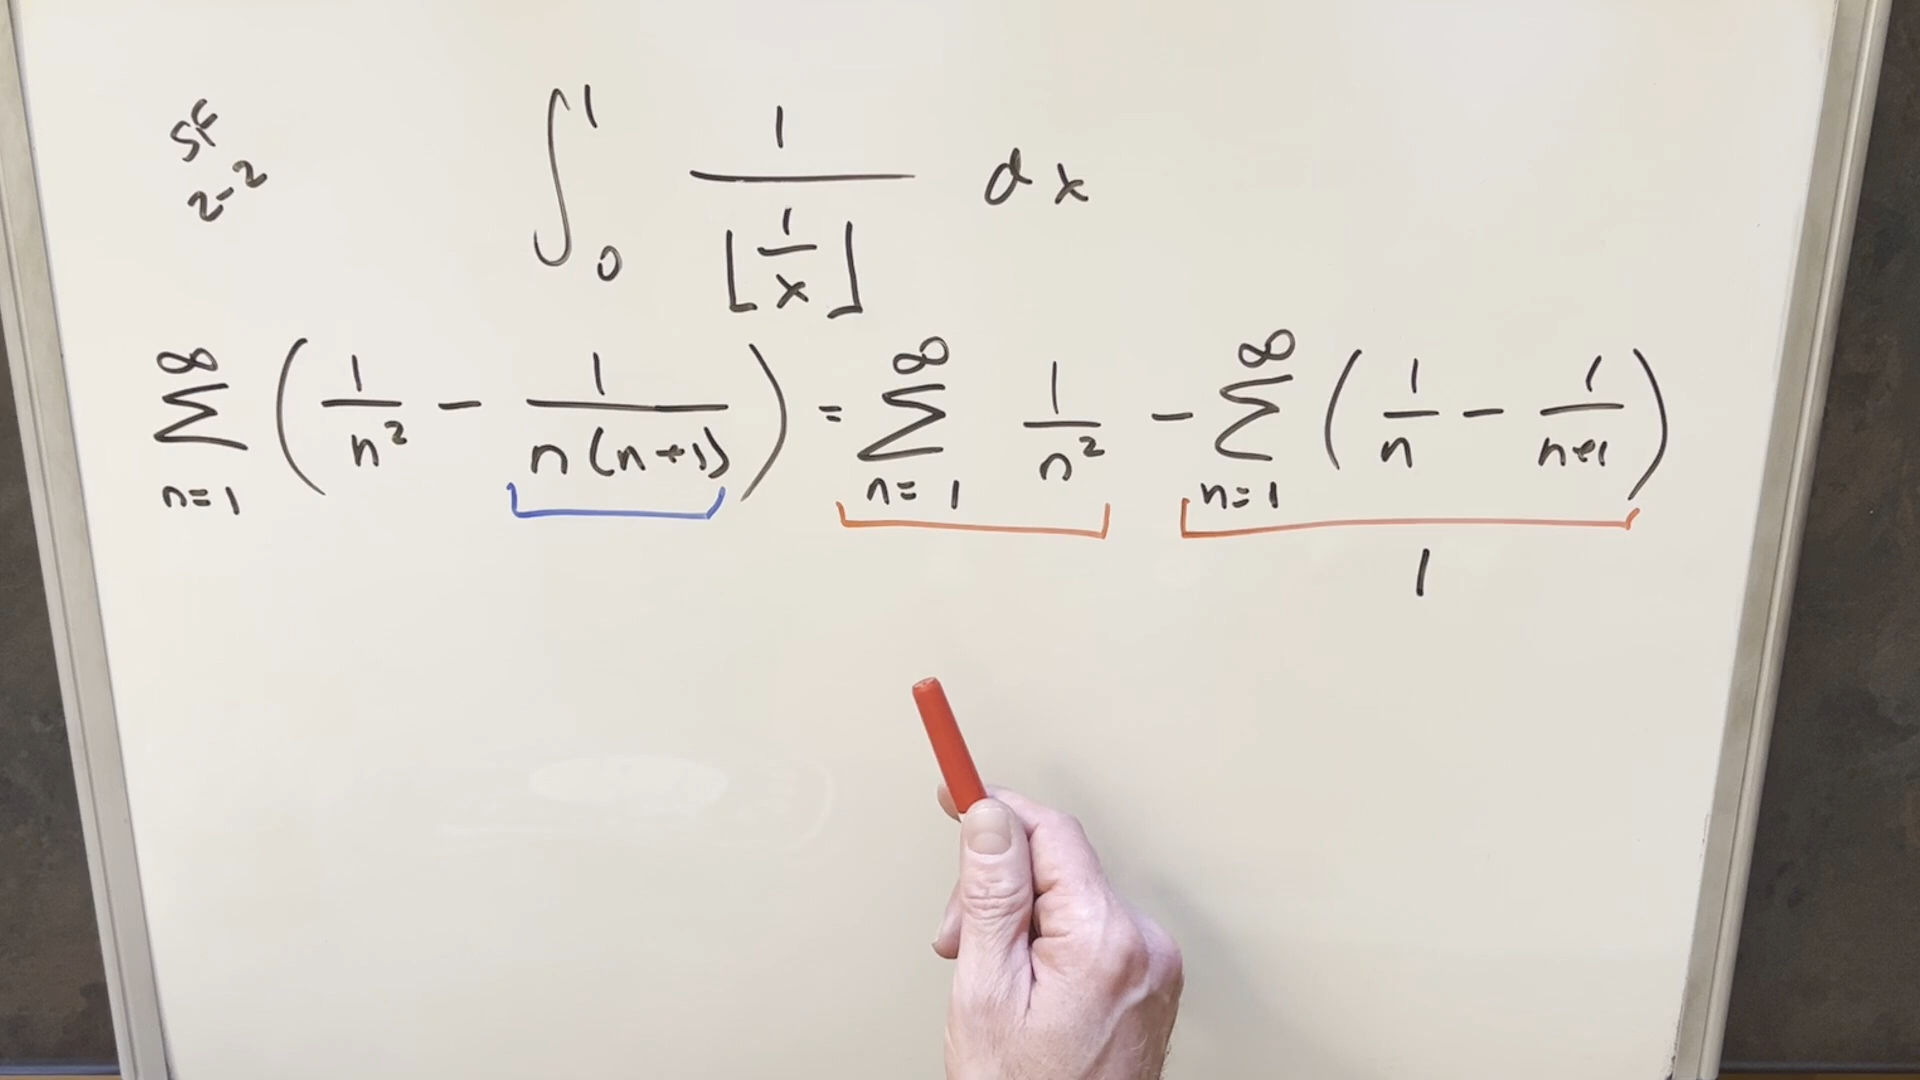 SF
2-2
∫₀¹ 1/⌊1/x⌋ dx
∞∑n=1 (1/n² - 1/n(n+1)) = ∞∑n=1 1/n² - ∞∑n=1 (1/n - 1/n+1)
1